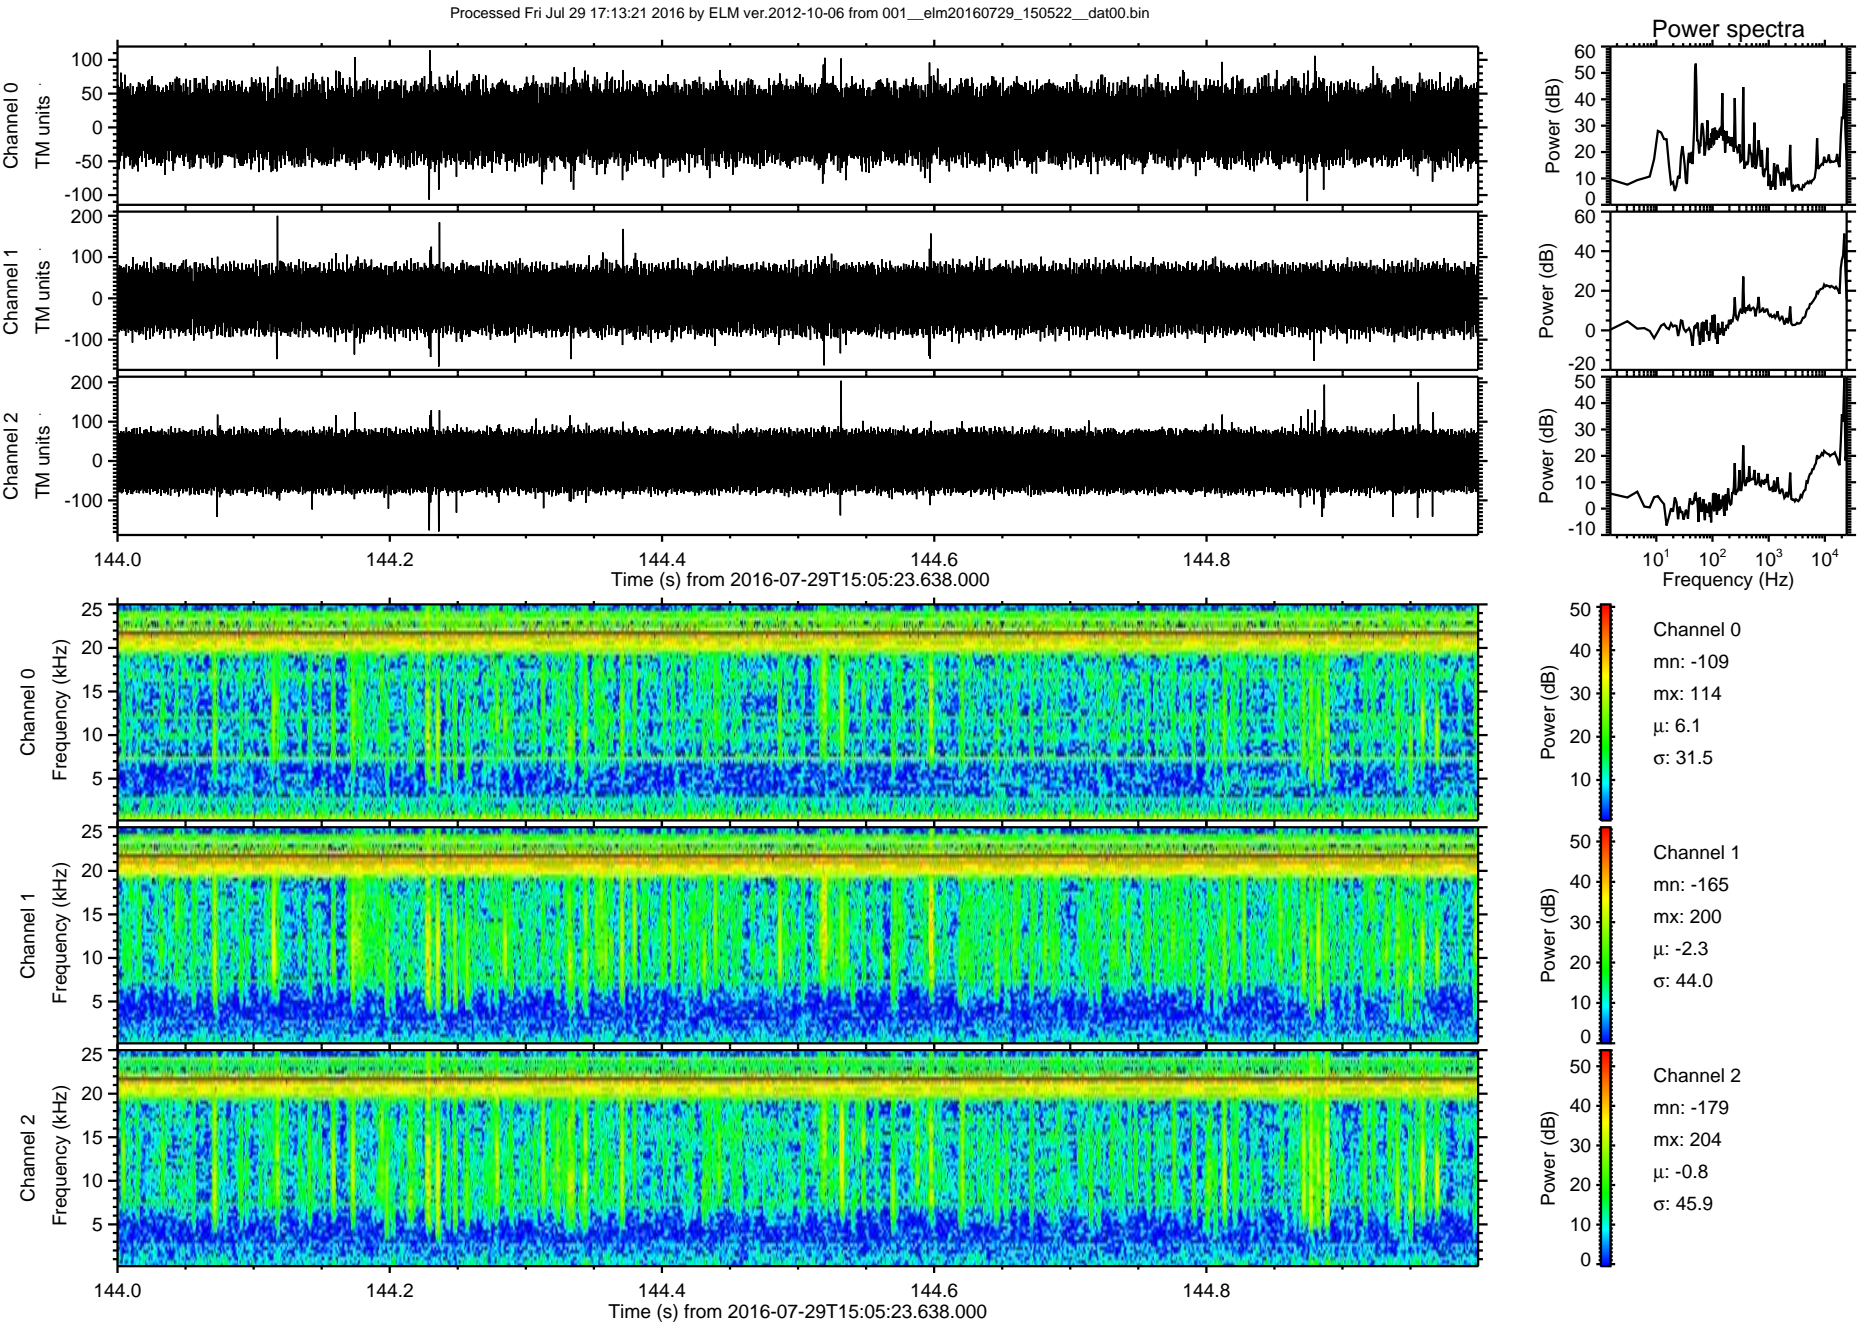 Processed Fri Jul 29 17:13:21 2016 by ELM ver.2012-10-06 from 001__elm20160729_150522__dat00.bin
Power spectra
Channel 0
TM units
100
50
0
-50
-100
Power (dB)
60
50
40
30
20
10
0
Channel 1
TM units
200
100
0
-100
Power (dB)
60
40
20
0
-20
Channel 2
TM units
200
100
0
-100
Power (dB)
50
40
30
20
10
0
-10
144.0 144.2 144.4 144.6 144.8
Time (s) from 2016-07-29T15:05:23.638.000
10¹ 10² 10³ 10⁴
Frequency (Hz)
Channel 0
Frequency (kHz)
25
20
15
10
5
Power (dB)
50
40
30
20
10
Channel 0
mn: -109
mx: 114
μ: 6.1
σ: 31.5
Channel 1
Frequency (kHz)
25
20
15
10
5
Power (dB)
50
40
30
20
10
0
Channel 1
mn: -165
mx: 200
μ: -2.3
σ: 44.0
Channel 2
Frequency (kHz)
25
20
15
10
5
Power (dB)
50
40
30
20
10
0
Channel 2
mn: -179
mx: 204
μ: -0.8
σ: 45.9
144.0 144.2 144.4 144.6 144.8
Time (s) from 2016-07-29T15:05:23.638.000